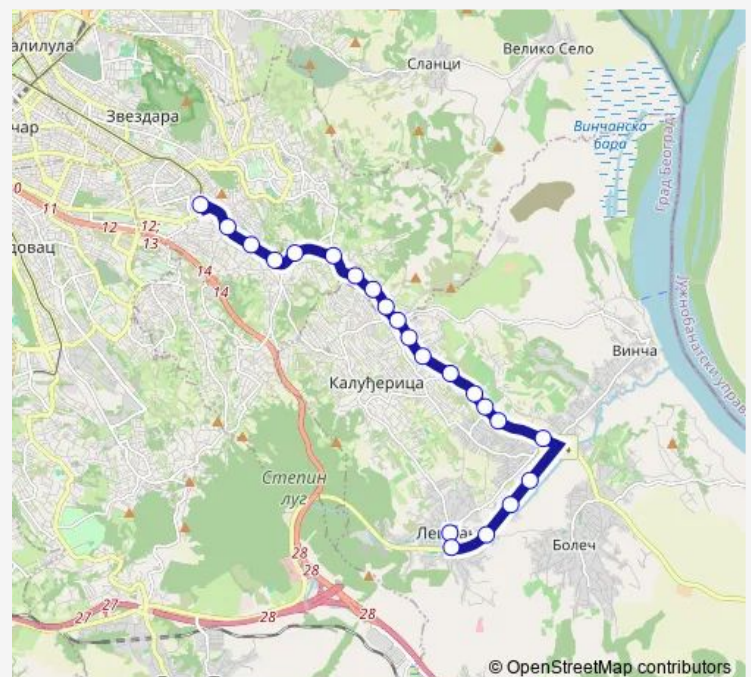 алилула
Сланци
Велико Село
Звездара
чар
Винчанска
бара
Град Београд
0
11
12
12;
13
довац
14
14
Јужнобанатски управ
Винча
Калуђерица
Степин
луг
28
28
28
28
27
27
Болеч
© OpenStreetMap contributors